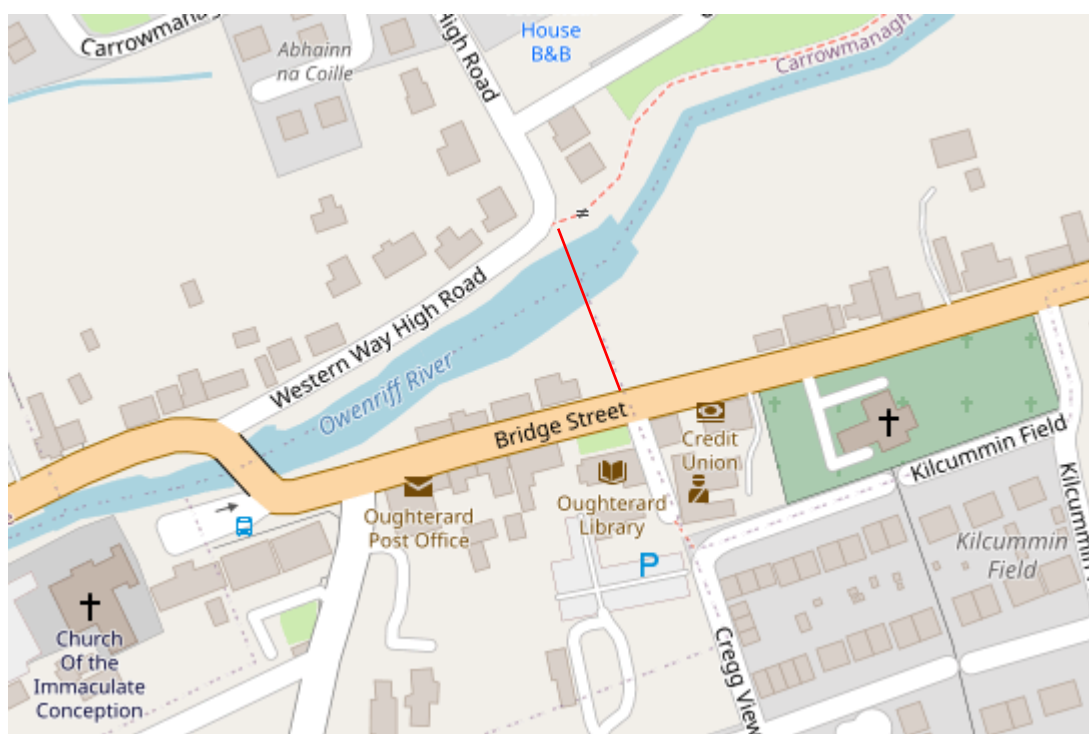 Carrowmanagh
Abhainn
na Coille
High Road
House
B&B
Carrowmanagh
Western Way High Road
Owenriff River
Bridge Street
Credit
Union
Oughterard
Post Office
Oughterard
Library
P
Kilcummin Field
Kilcummin
Kilcummin
Field
Church
Of the
Immaculate
Conception
Cregg View